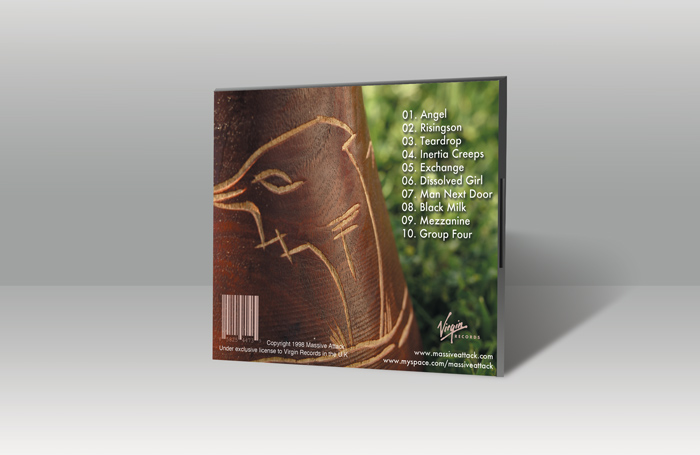 01. Angel
02. Risingson
03. Teardrop
04. Inertia Creeps
05. Exchange
06. Dissolved Girl
07. Man Next Door
08. Black Milk
09. Mezzanine
10. Group Four
Virgin
RECORDS
Copyright 1998 Massive Attack
Under exclusive license to Virgin Records in the U.K
www.massiveattack.com
www.myspace.com/massiveattack